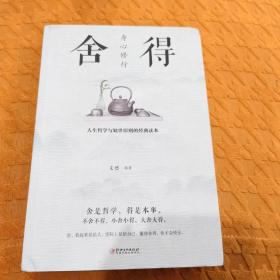 舍得
身心修行
人生哲学与处世原则的经典读本
文德 编著
舍是哲学，得是本事。
不舍不得，小舍小得，大舍大得。